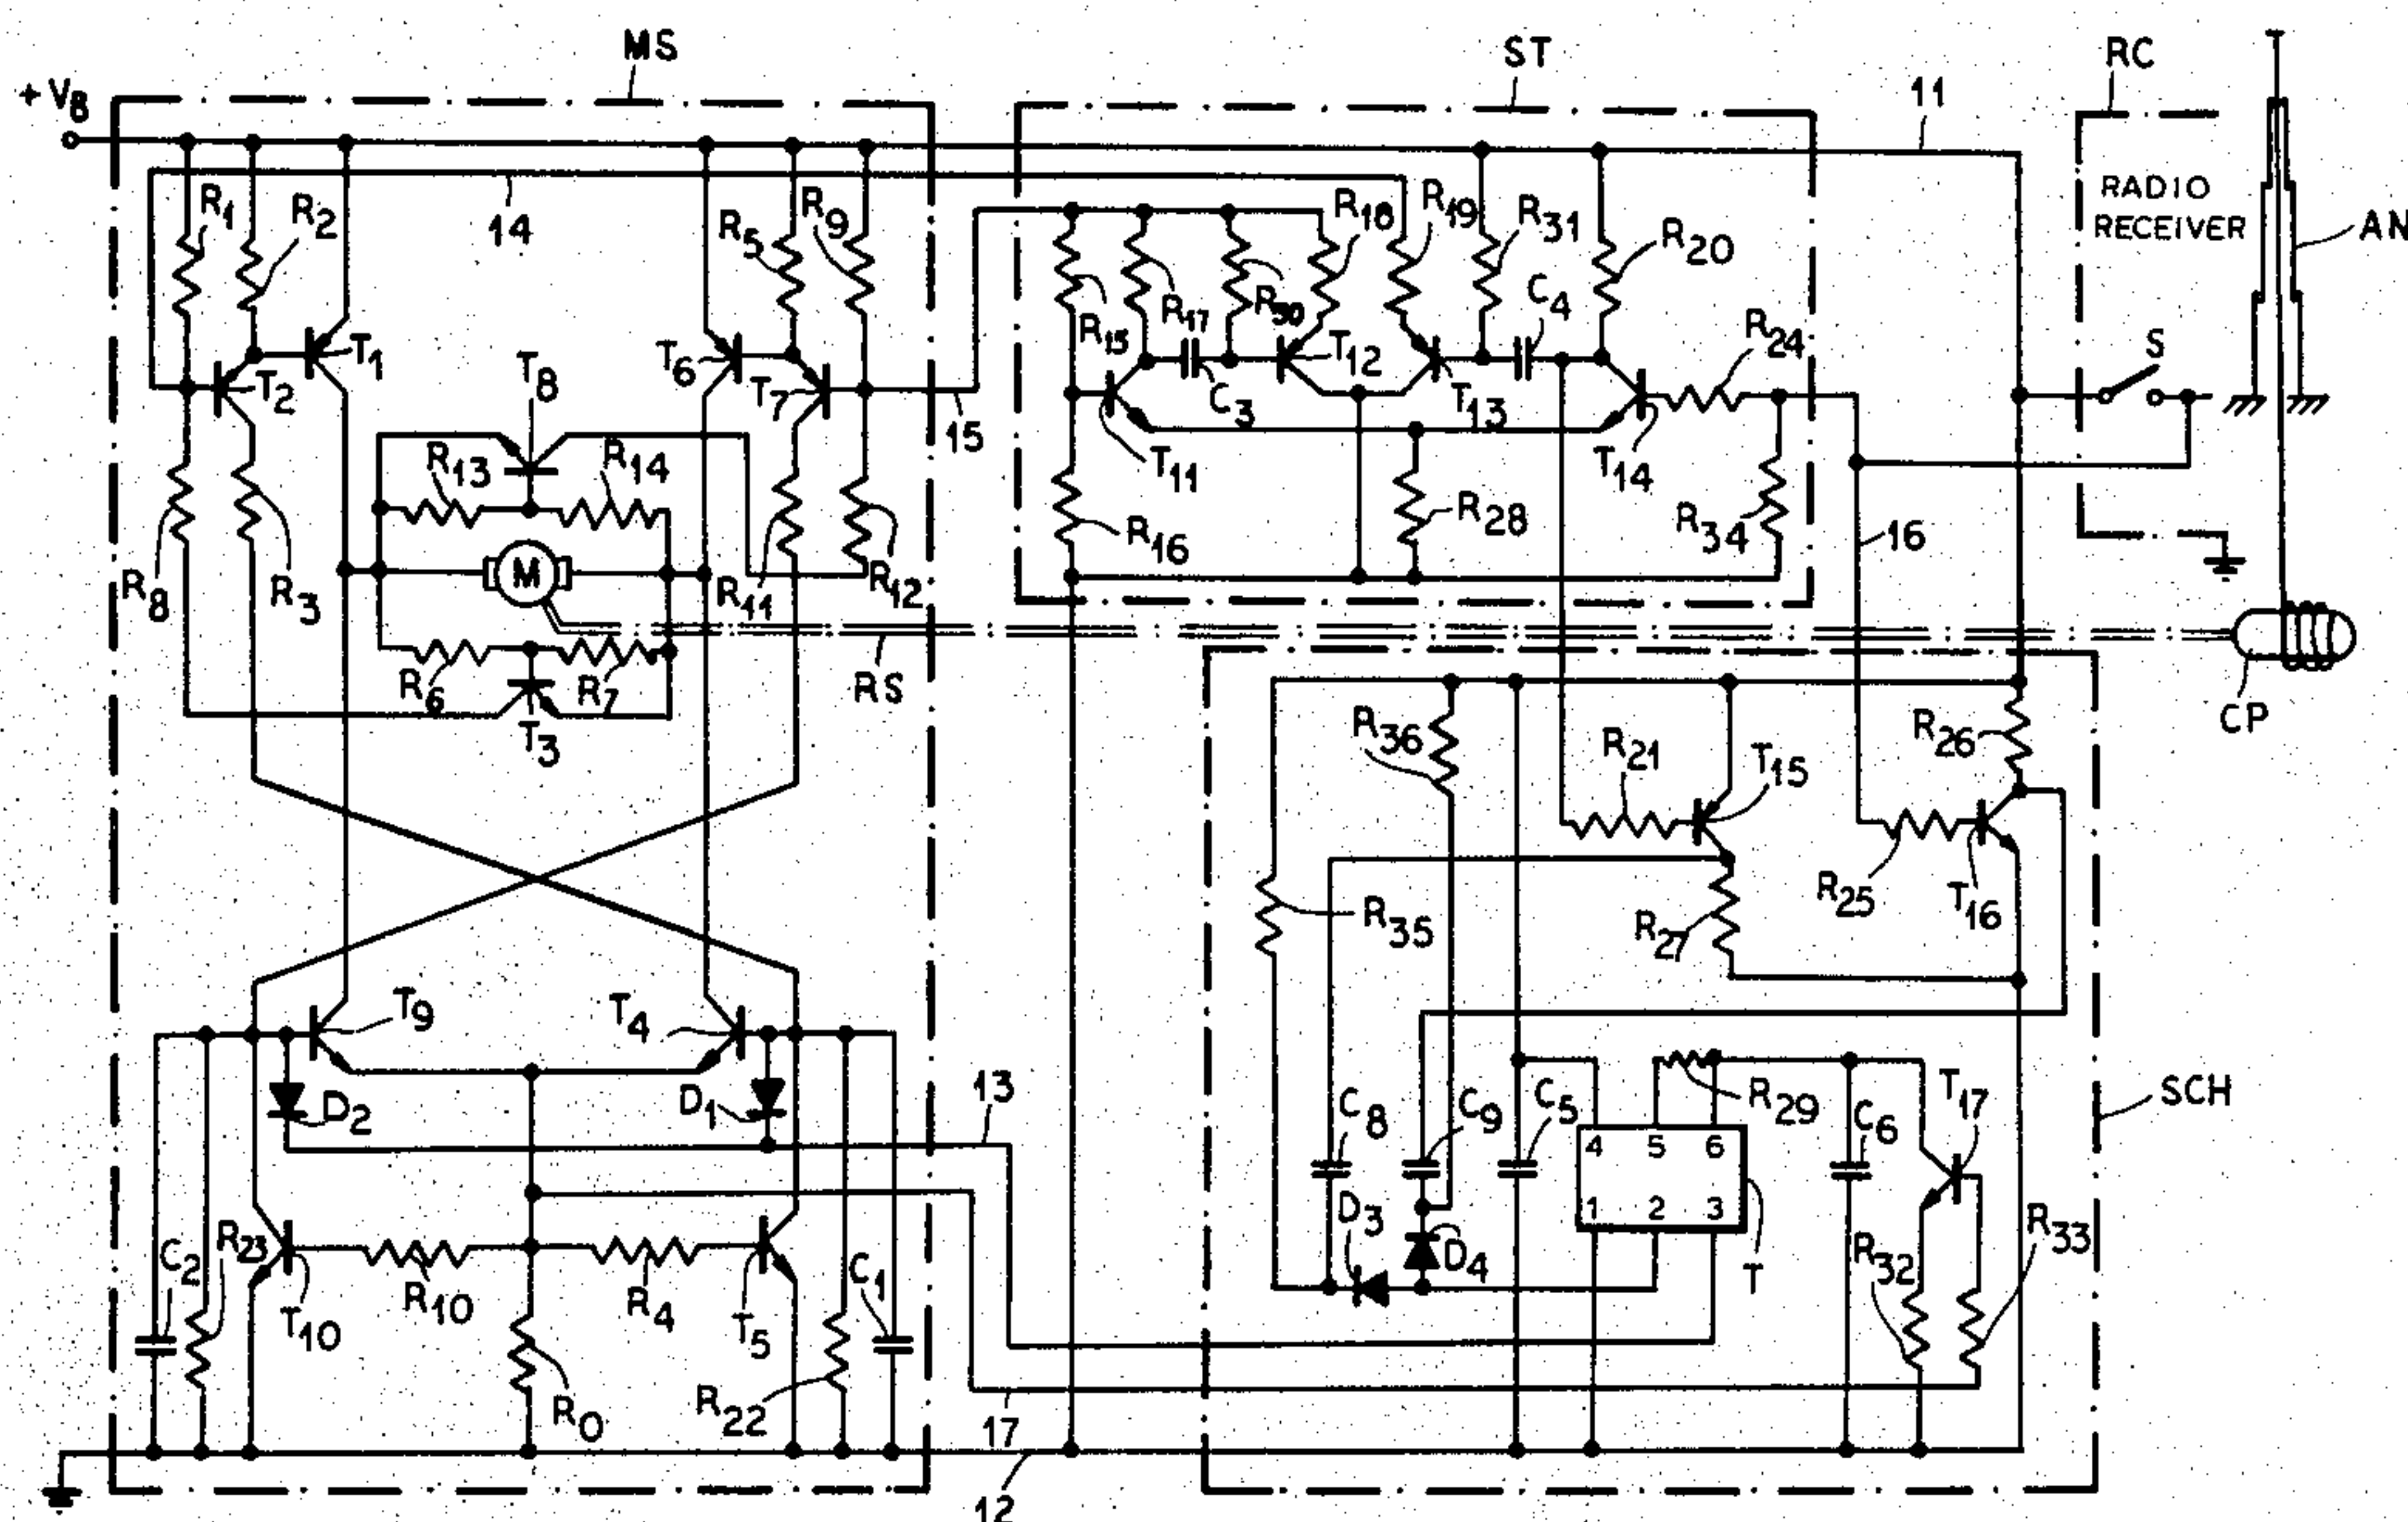 MS
ST
RC
+ V8
11
RADIO
RECEIVER
AN
R1
R2
14
R5
R9
R18
R19
R31
R20
R15
R17
R30
C4
R24
S
T1
T2
T8
T6
T7
T12
C3
T13
15
T11
T14
R13
R14
R28
R34
16
R8
R3
M
R11
R12
R16
R6
R7
RS
T3
CP
R36
R21
T15
R26
R35
R27
R25
T16
T9
T4
D2
D1
13
C8
C9
C5
R29
C6
T17
SCH
4 5 6
1 2 3
D3
D4
T
R32
R33
C2
R23
T10
R10
R4
T5
C1
R0
R22
17
12